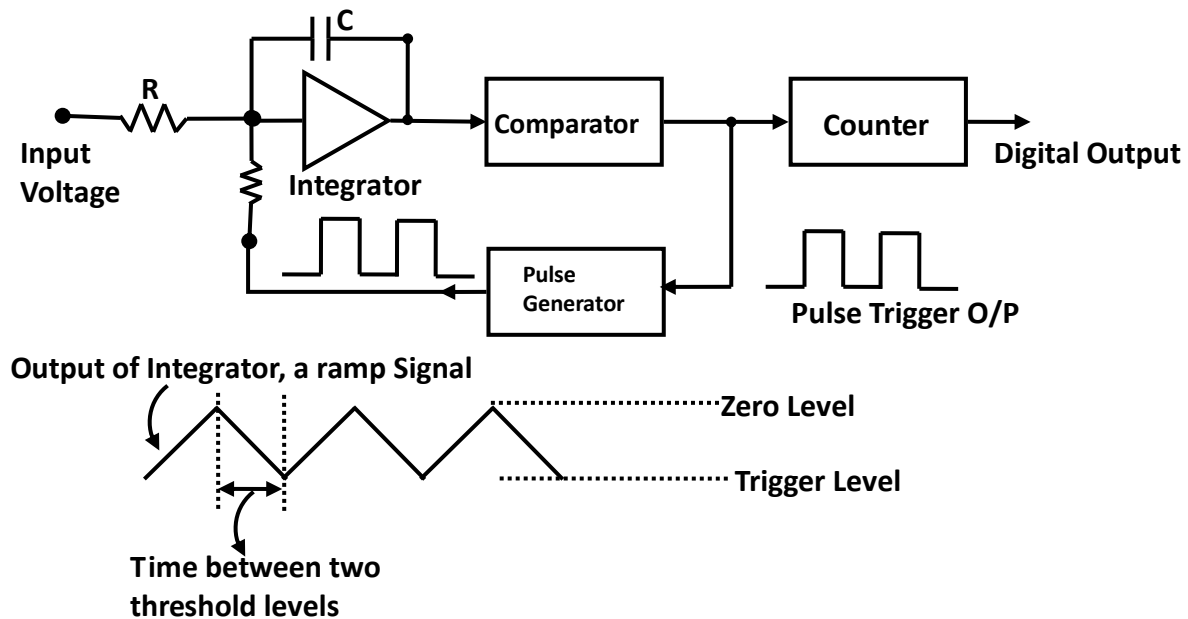 C
R
Input
Voltage
Integrator
Comparator
Counter
Digital Output
Pulse
Generator
Pulse Trigger O/P
Output of Integrator, a ramp Signal
Zero Level
Trigger Level
Time between two
threshold levels